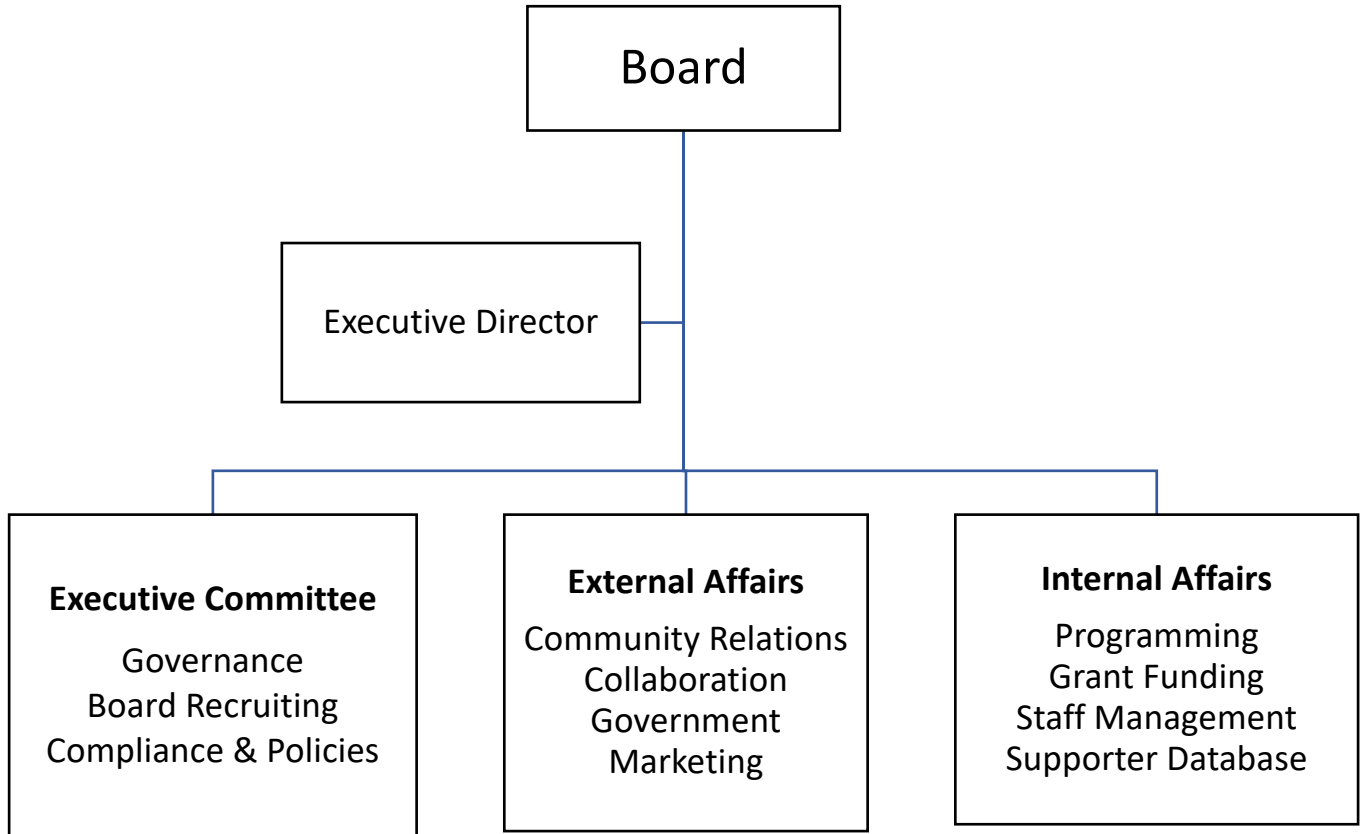 Board
Executive Director
Executive Committee
Governance
Board Recruiting
Compliance & Policies
External Affairs
Community Relations
Collaboration
Government
Marketing
Internal Affairs
Programming
Grant Funding
Staff Management
Supporter Database